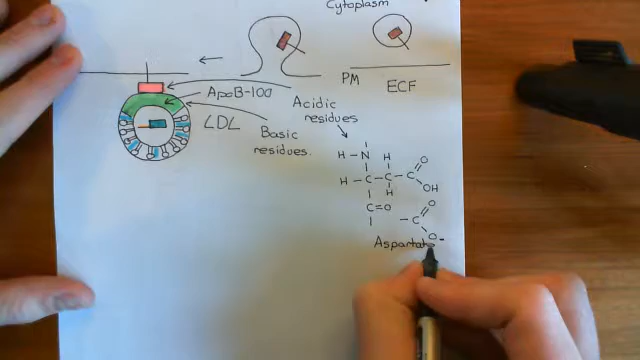 Cytoplasm
PM
ECF
ApoB-100
LDL
Acidic
residues
Basic
residues.
H-N H O
H-C-C-C
H OH
C=O O
-C
O-
Aspartate